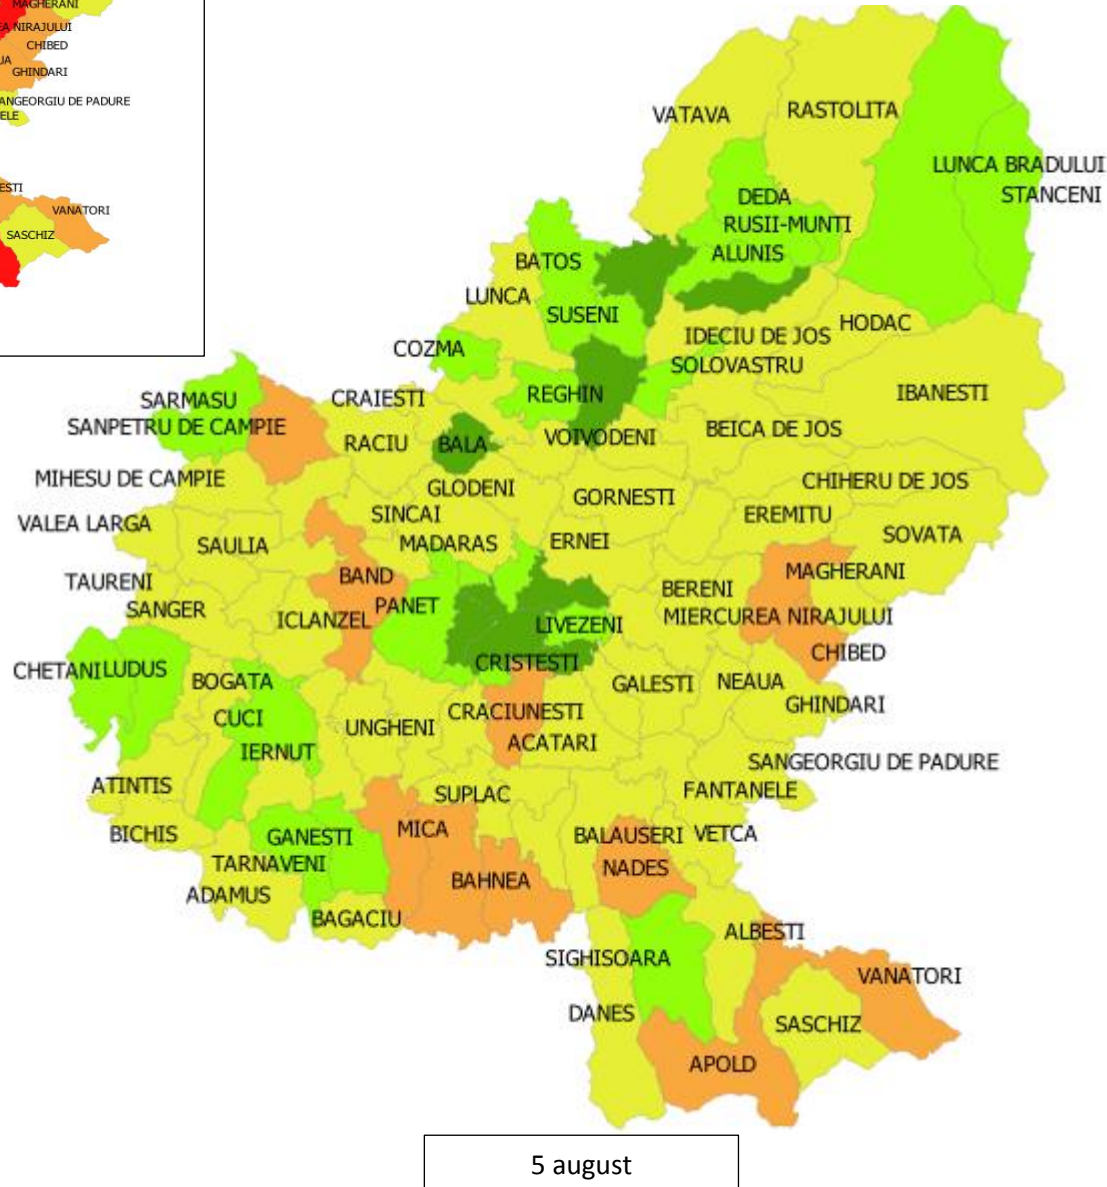 MAGHERANI
NIRAJULUI
CHIBED
GHINDARI
ANGEORGIU DE PADURE
ELE
ESTI
VANATORI
SASCHIZ
VATAVA
RASTOLITA
LUNCA BRADULUI
STANCENI
DEDA
RUSII-MUNTI
ALUNIS
BATOS
LUNCA
SUSENI
HODAC
IDECIU DE JOS
SOLOVASTRU
COZMA
IBANESTI
SARMASU
CRAIESTI
REGHIN
SANPETRU DE CAMPIE
RACIU
BALA
VOIVODENI
BEICA DE JOS
MIHESU DE CAMPIE
GLODENI
GORNESTI
CHIHERU DE JOS
VALEA LARGA
SINCAI
EREMITU
SAULIA
MADARAS
ERNEI
SOVATA
TAURENI
BAND
BERENI
MAGHERANI
SANGER
ICLANZEL
PANET
LIVEZENI
MIERCUREA NIRAJULUI
CHETANI
LUDUS
BOGATA
CRISTESTI
CHIBED
GALESTI
NEAUA
CUCI
UNGHENI
CRACIUNESTI
GHINDARI
IERNUT
ACATARI
SANGEORGIU DE PADURE
ATINTIS
SUPLAC
FANTANELE
BICHIS
GANESTI
MICA
BALAUSERI
VETCA
TARNAVENI
NADES
ADAMUS
BAHNEA
BAGACIU
ALBESTI
SIGHISOARA
VANATORI
DANES
SASCHIZ
APOLD
5 august